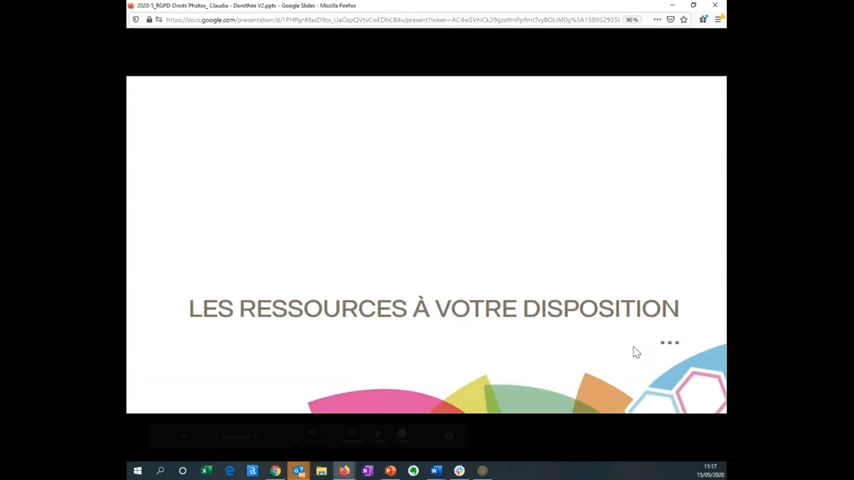 2020-5_RGPD-Droits Photos_ Claudia - Dorothée V2.pptx - Google Slides - Mozilla Firefox
90 %
LES RESSOURCES À VOTRE DISPOSITION
...
11:17
15/05/2020